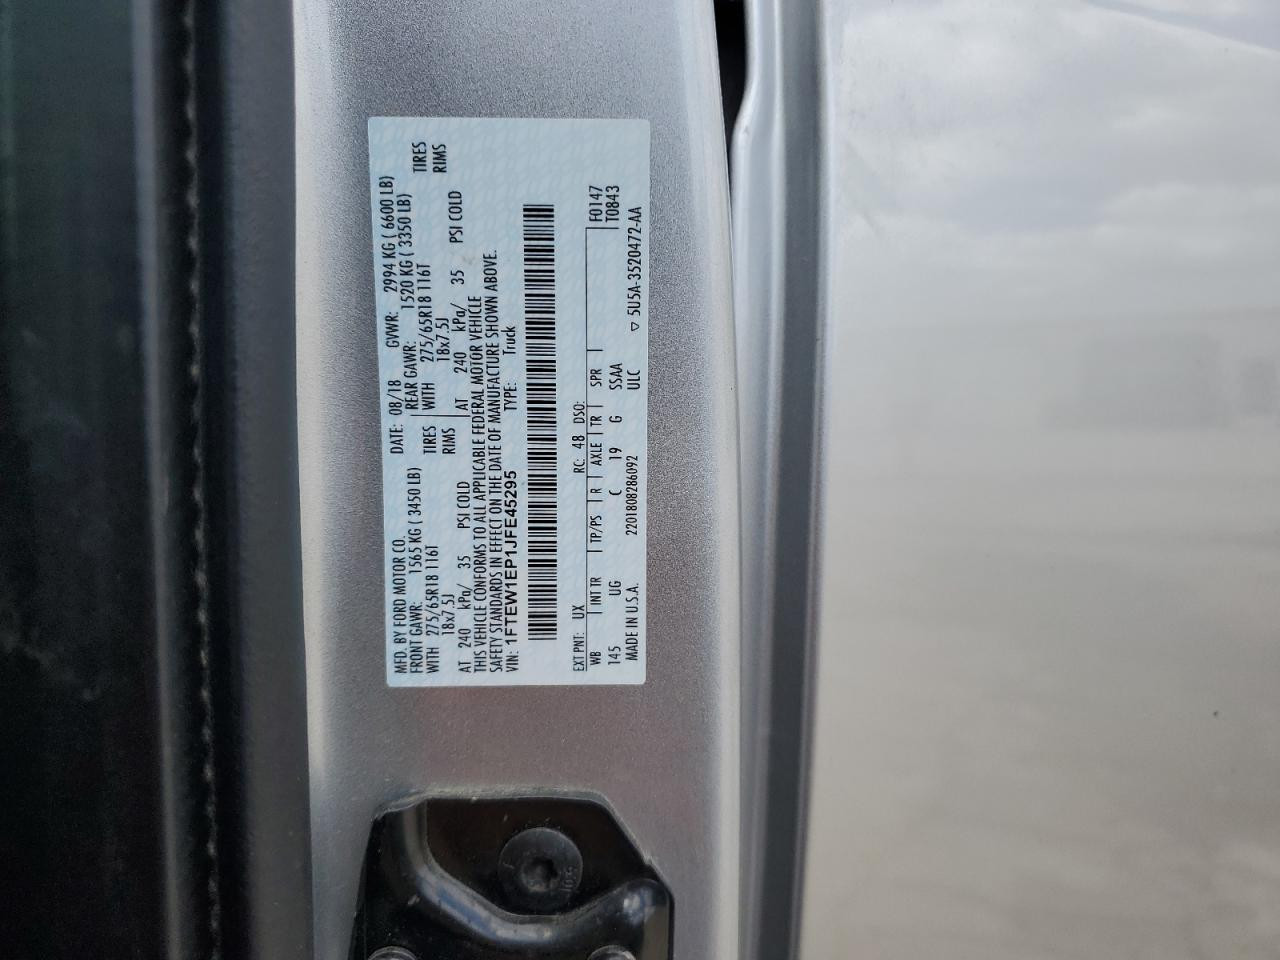 MFD. BY FORD MOTOR CO. DATE: 08/18 GVWR: 2994 KG ( 6600 LB)
FRONT GAWR: 1565 KG ( 3450 LB) REAR GAWR: 1520 KG ( 3350 LB)
WITH 275/65R18 116T TIRES WITH 275/65R18 116T TIRES
18x7.5J RIMS 18x7.5J RIMS
AT 240 kPa/ 35 PSI COLD AT 240 kPa/ 35 PSI COLD
THIS VEHICLE CONFORMS TO ALL APPLICABLE FEDERAL MOTOR VEHICLE
SAFETY STANDARDS IN EFFECT ON THE DATE OF MANUFACTURE SHOWN ABOVE.
VIN: 1FTEW1EP1JFE45295 TYPE: Truck
EXT PNT: UX RC: 48 DSO: F0147
WB INT TR TP/PS R AXLE TR SPR T0843
145 UG C 19 G SSAA
MADE IN U.S.A. 2201808286092 ULC ▽ 5U5A-3520472-AA